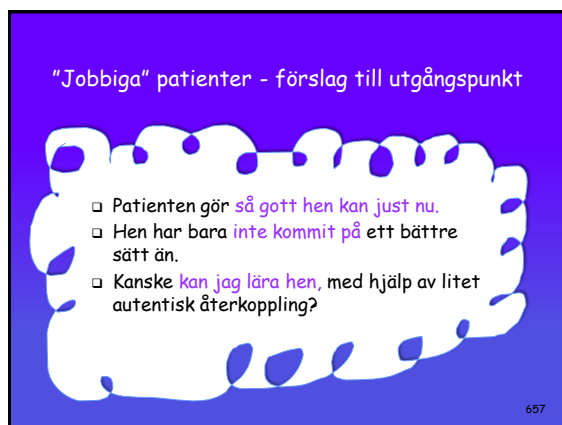 ”Jobbiga” patienter - förslag till utgångspunkt
❑ Patienten gör så gott hen kan just nu.
❑ Hen har bara inte kommit på ett bättre
sätt än.
❑ Kanske kan jag lära hen, med hjälp av litet
autentisk återkoppling?
657